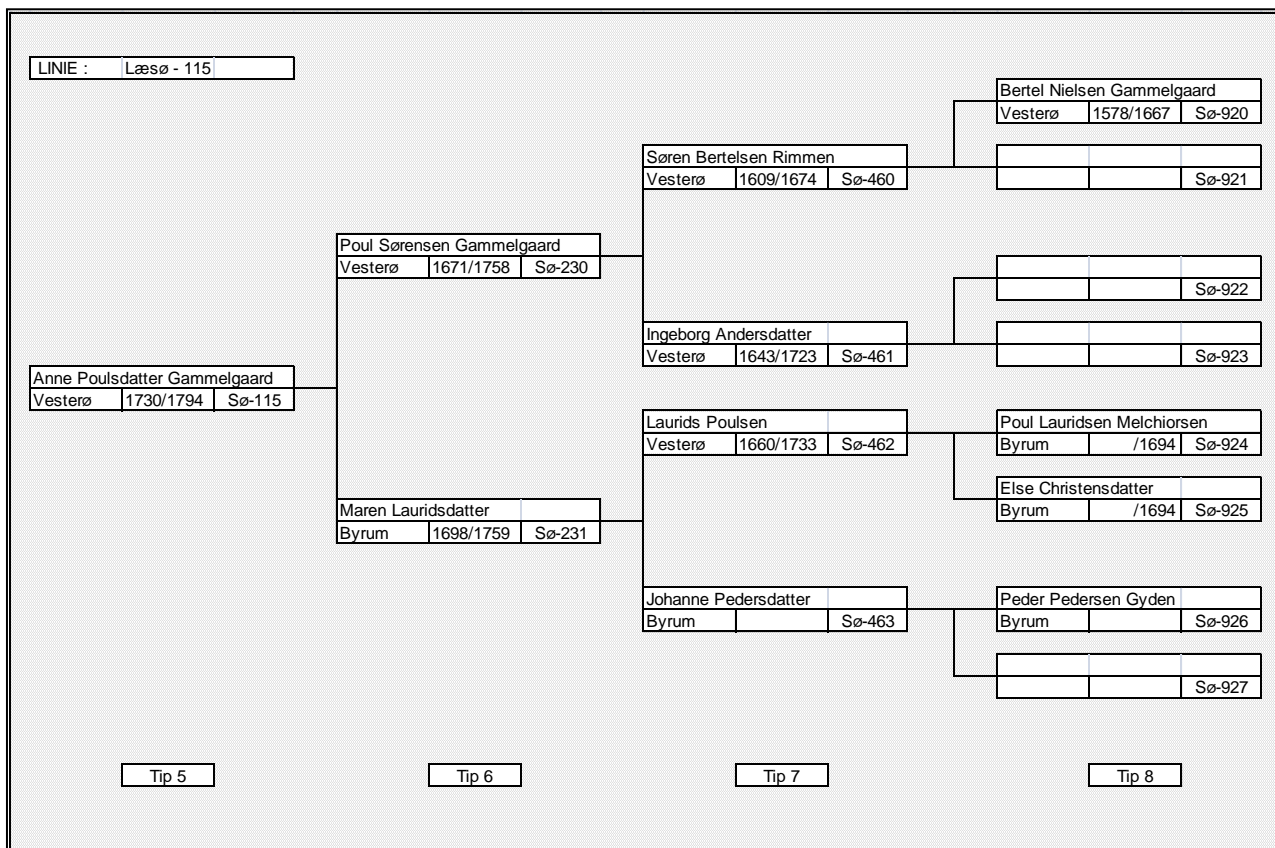 LINIE : Læsø - 115
Bertel Nielsen Gammelgaard
Vesterø 1578/1667 Sø-920
Søren Bertelsen Rimmen
Vesterø 1609/1674 Sø-460
Sø-921
Poul Sørensen Gammelgaard
Vesterø 1671/1758 Sø-230
Sø-922
Ingeborg Andersdatter
Vesterø 1643/1723 Sø-461
Sø-923
Anne Poulsdatter Gammelgaard
Vesterø 1730/1794 Sø-115
Laurids Poulsen
Vesterø 1660/1733 Sø-462
Poul Lauridsen Melchiorsen
Byrum /1694 Sø-924
Else Christensdatter
Byrum /1694 Sø-925
Maren Lauridsdatter
Byrum 1698/1759 Sø-231
Johanne Pedersdatter
Byrum Sø-463
Peder Pedersen Gyden
Byrum Sø-926
Sø-927
Tip 5 Tip 6 Tip 7 Tip 8